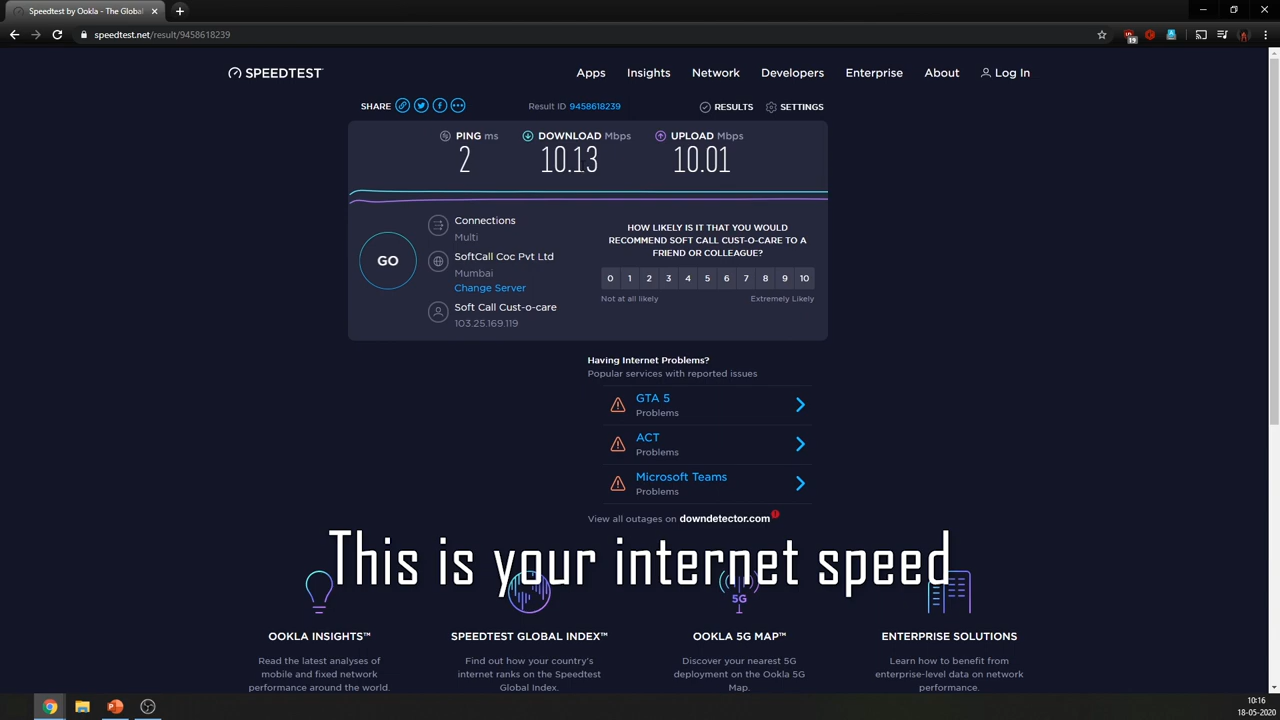 Speedtest by Ookla - The Global
speedtest.net/result/9458618239
19
SPEEDTEST
Apps
Insights
Network
Developers
Enterprise
About
Log In
SHARE
Result ID 9458618239
RESULTS
SETTINGS
PING ms
DOWNLOAD Mbps
UPLOAD Mbps
2
10.13
10.01
GO
Connections
Multi
SoftCall Coc Pvt Ltd
Mumbai
Change Server
Soft Call Cust-o-care
103.25.169.119
HOW LIKELY IS IT THAT YOU WOULD
RECOMMEND SOFT CALL CUST-O-CARE TO A
FRIEND OR COLLEAGUE?
0 1 2 3 4 5 6 7 8 9 10
Not at all likely
Extremely Likely
Having Internet Problems?
Popular services with reported issues
GTA 5
Problems
ACT
Problems
Microsoft Teams
Problems
View all outages on downdetector.com
This is your internet speed
5G
OOKLA INSIGHTS™
Read the latest analyses of
mobile and fixed network
performance around the world.
SPEEDTEST GLOBAL INDEX™
Find out how your country's
internet ranks on the Speedtest
Global Index.
OOKLA 5G MAP™
Discover your nearest 5G
deployment on the Ookla 5G
Map.
ENTERPRISE SOLUTIONS
Learn how to benefit from
enterprise-level data on network
performance.
10:16
18-05-2020